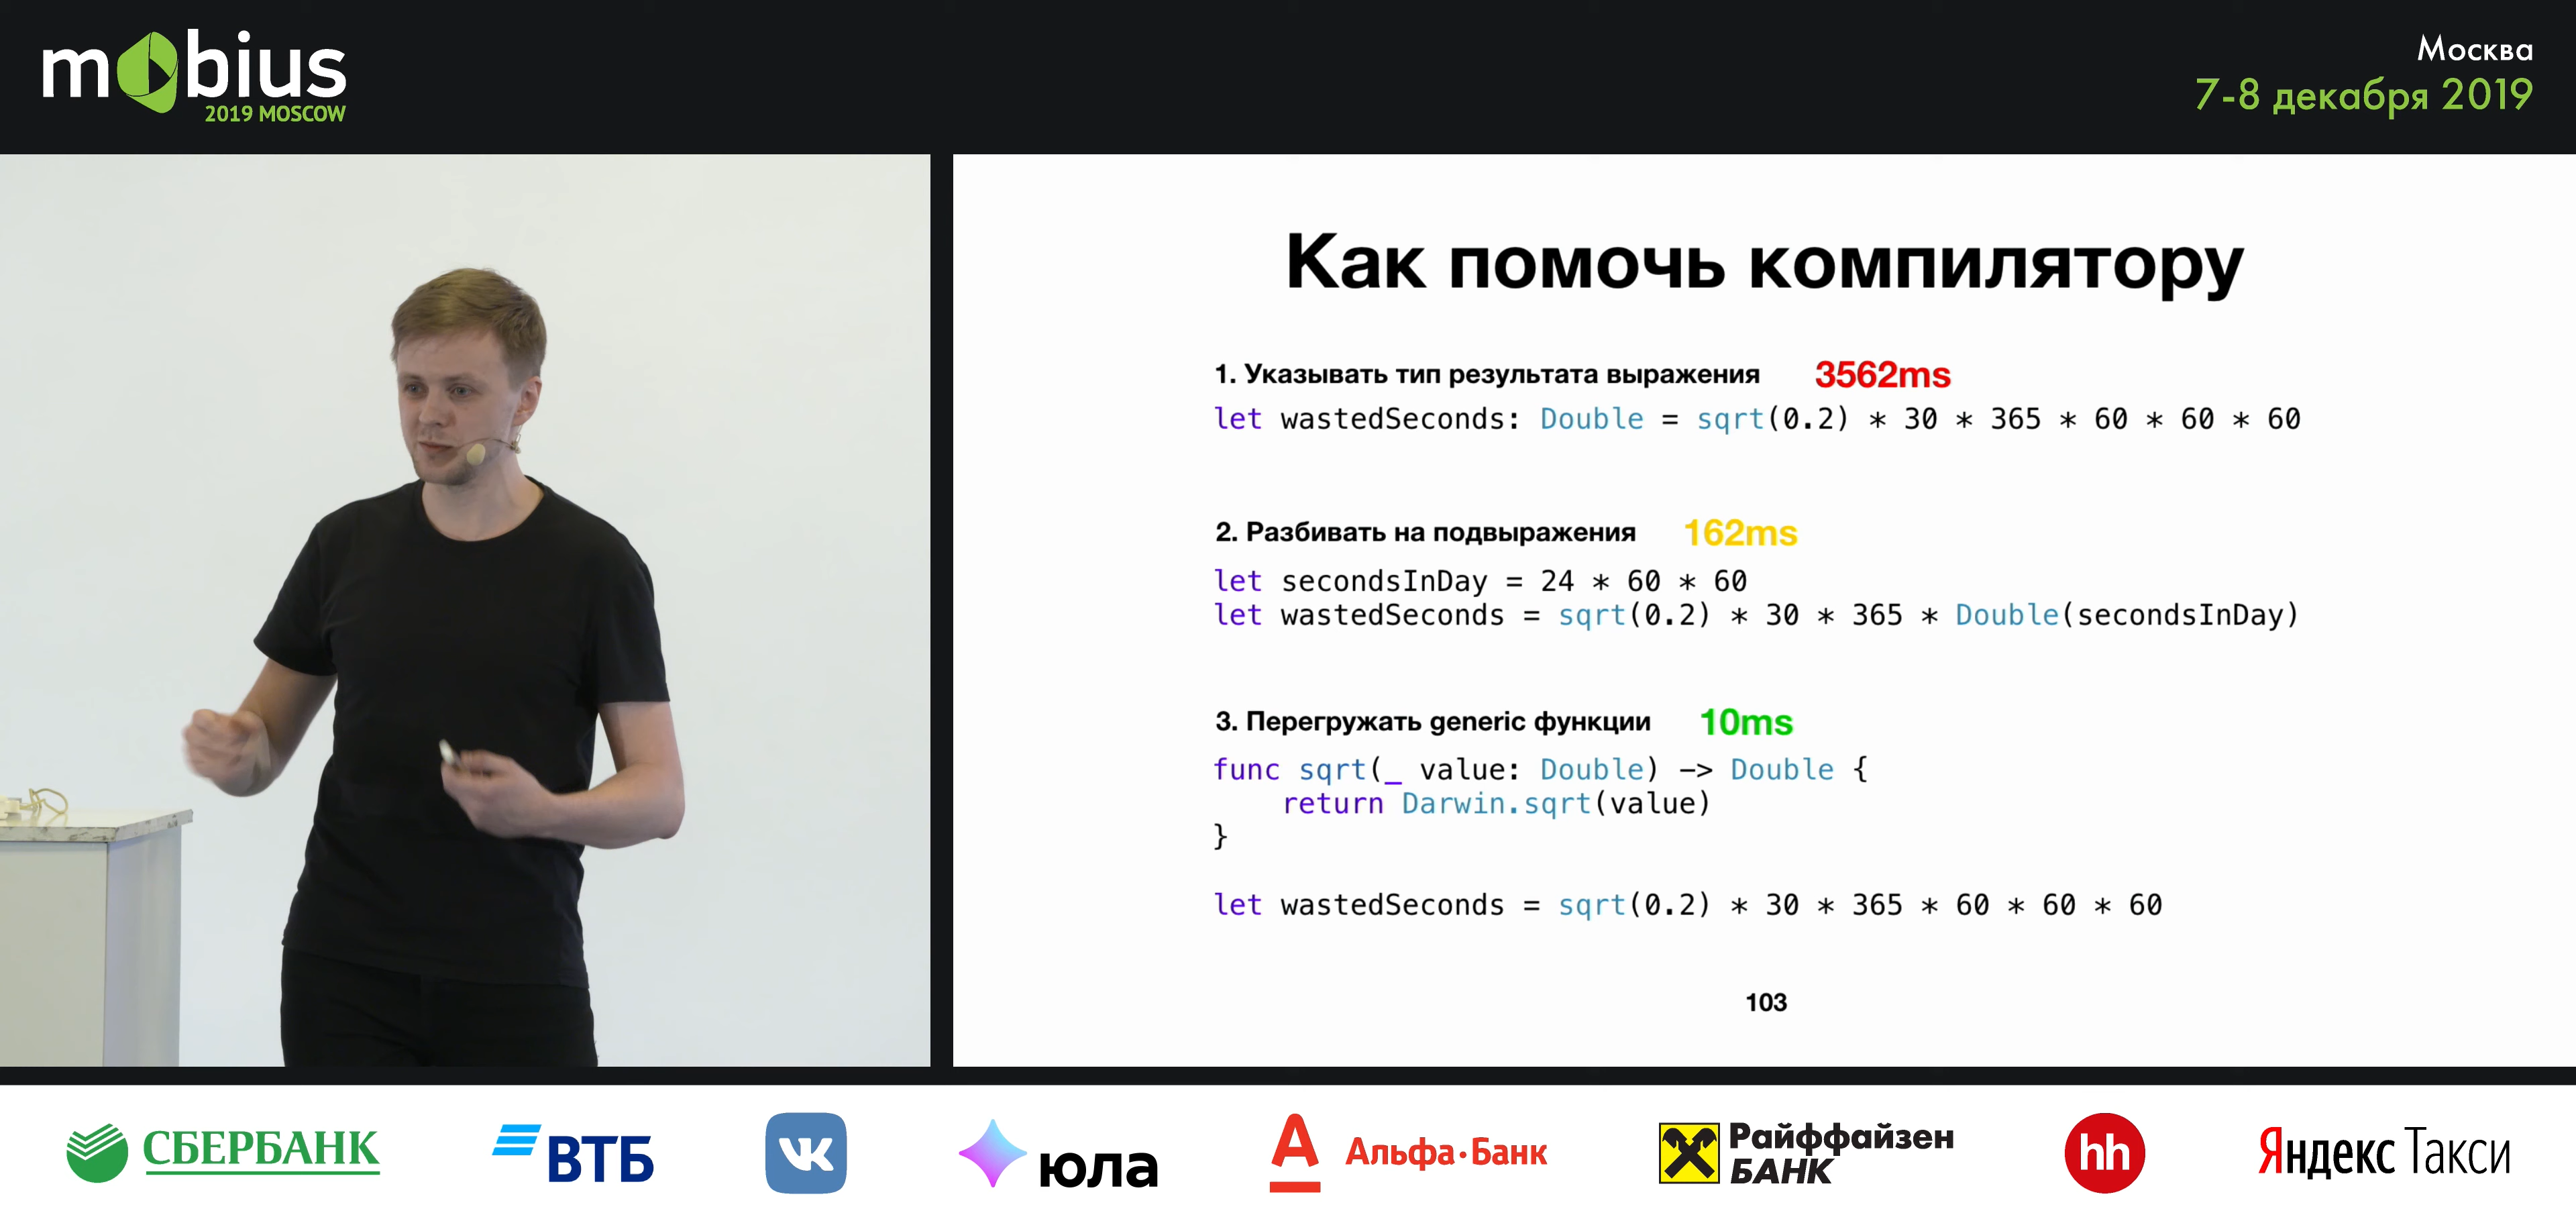 mobius
2019 MOSCOW
Москва
7-8 декабря 2019
Как помочь компилятору
1. Указывать тип результата выражения 3562ms
let wastedSeconds: Double = sqrt(0.2) * 30 * 365 * 60 * 60 * 60
2. Разбивать на подвыражения 162ms
let secondsInDay = 24 * 60 * 60
let wastedSeconds = sqrt(0.2) * 30 * 365 * Double(secondsInDay)
3. Перегружать generic функции 10ms
func sqrt(_ value: Double) -> Double {
    return Darwin.sqrt(value)
}
let wastedSeconds = sqrt(0.2) * 30 * 365 * 60 * 60 * 60
103
СБЕРБАНК
ВТБ
VK
юла
А
Альфа·Банк
Райффайзен
БАНК
hh
Яндекс Такси